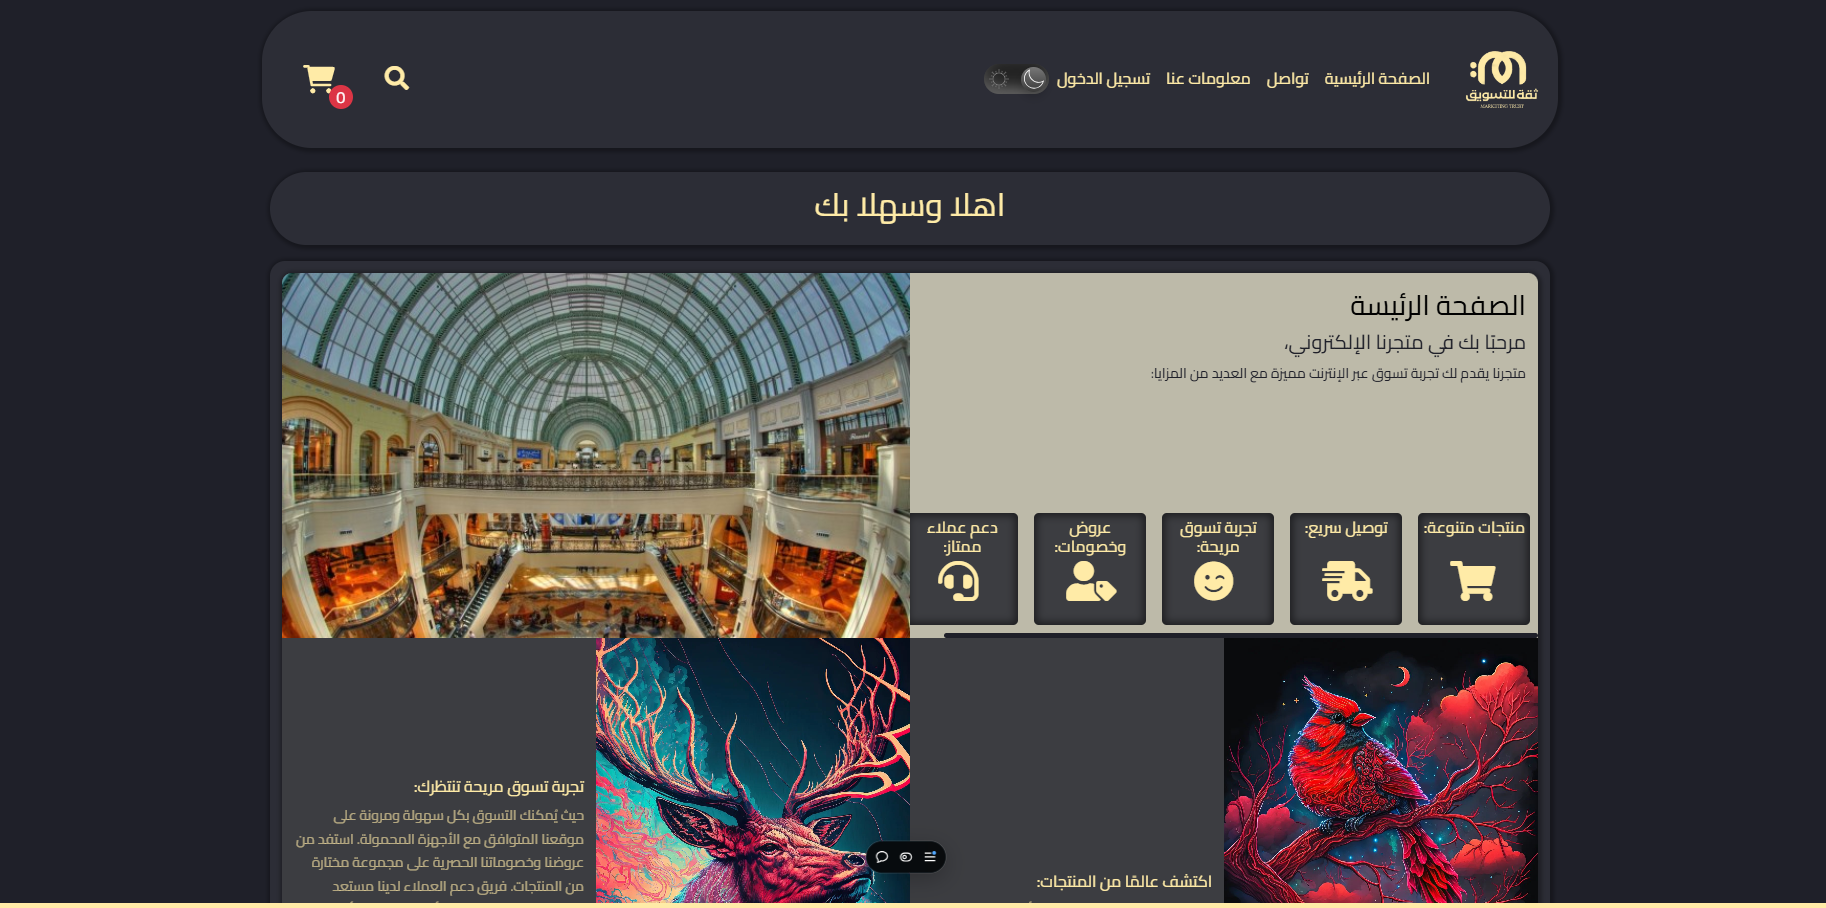 ثقة للتسويق
MARKETING TRUST
الصفحة الرئيسية
تواصل
معلومات عنا
تسجيل الدخول
0
اهلا وسهلا بك
الصفحة الرئيسة
مرحبًا بك في متجرنا الإلكتروني،
متجرنا يقدم لك تجربة تسوق عبر الإنترنت مميزة مع العديد من المزايا:
منتجات متنوعة:
توصيل سريع:
تجربة تسوق
مريحة:
عروض
وخصومات:
دعم عملاء
ممتاز:
اكتشف عالمًا من المنتجات:
تجربة تسوق مريحة تنتظرك:
حيث يُمكنك التسوق بكل سهولة ومرونة على
موقعنا المتوافق مع الأجهزة المحمولة. استفد من
عروضنا وخصوماتنا الحصرية على مجموعة مختارة
من المنتجات. فريق دعم العملاء لدينا مستعد